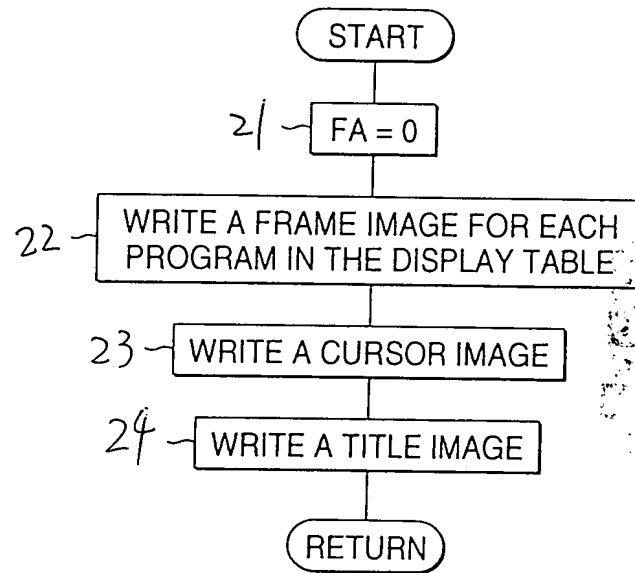 START
21
FA = 0
22
WRITE A FRAME IMAGE FOR EACH
PROGRAM IN THE DISPLAY TABLE
23
WRITE A CURSOR IMAGE
24
WRITE A TITLE IMAGE
RETURN